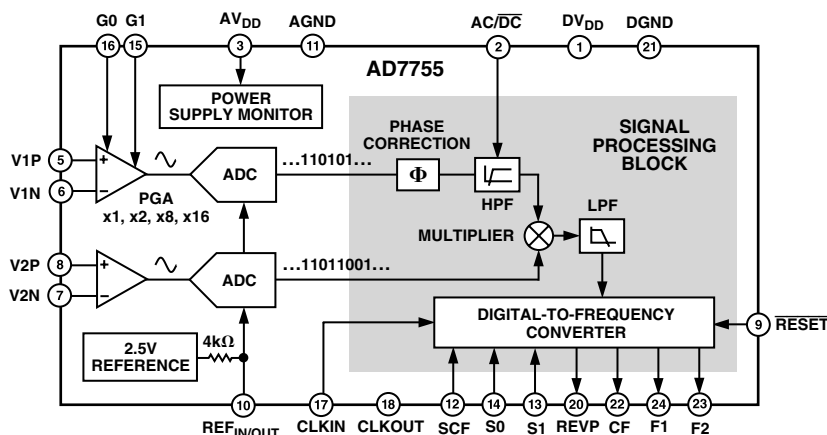 G0 G1 AVDD AGND AC/DC DVDD DGND
16 15 3 11 2 1 21
AD7755
POWER
SUPPLY MONITOR
PHASE
CORRECTION
SIGNAL
PROCESSING
BLOCK
V1P 5 +
V1N 6 –
PGA
x1, x2, x8, x16
ADC
...110101...
Φ
HPF
LPF
MULTIPLIER
V2P 8 +
V2N 7 –
ADC
...11011001...
DIGITAL-TO-FREQUENCY
CONVERTER
9 RESET
2.5V
REFERENCE
4kΩ
10 17 18 12 14 13 20 22 24 23
REFIN/OUT CLKIN CLKOUT SCF S0 S1 REVP CF F1 F2